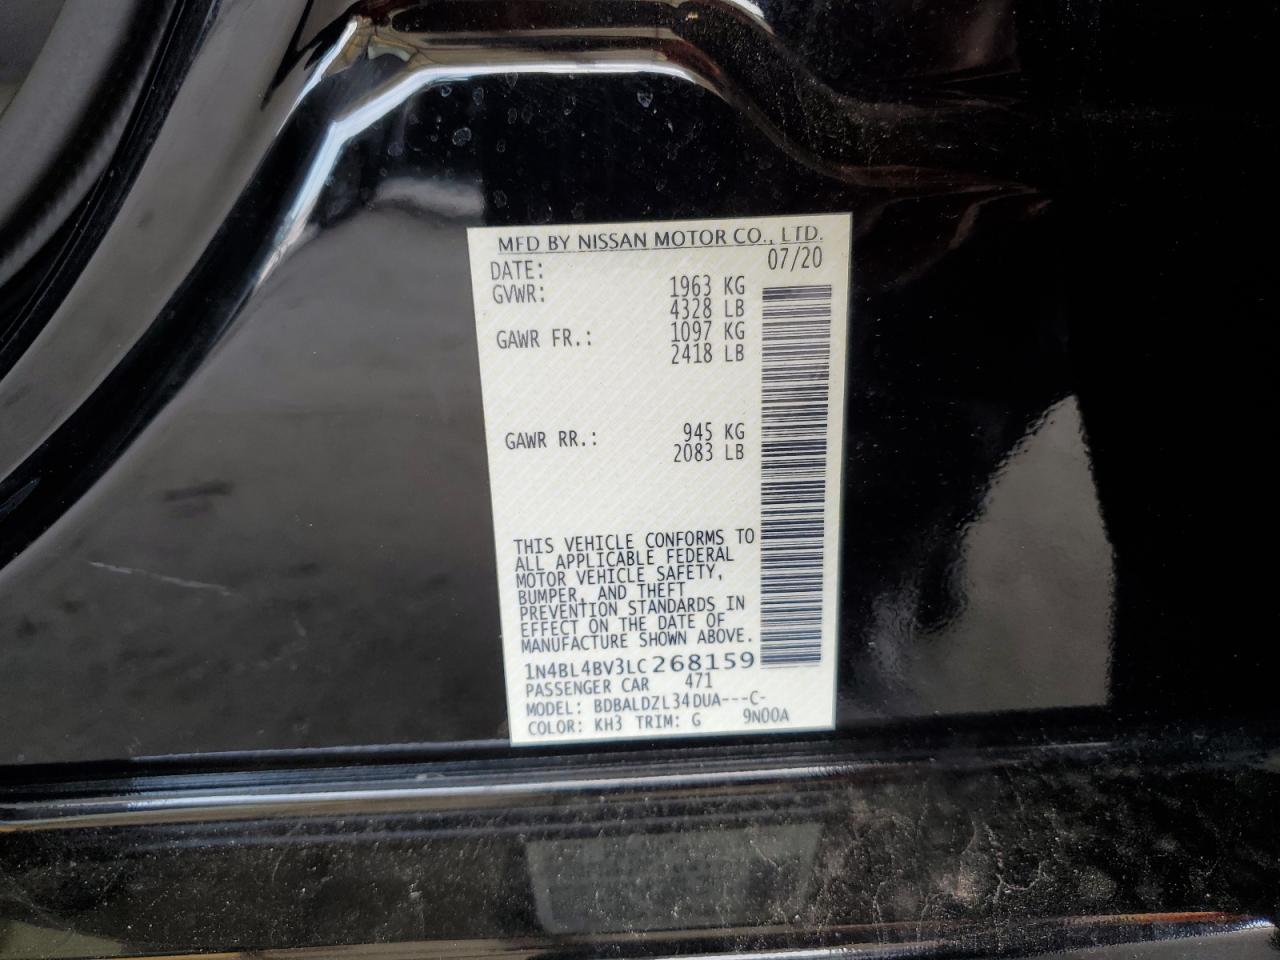 MFD BY NISSAN MOTOR CO., LTD.
DATE: 07/20
GVWR: 1963 KG
4328 LB
GAWR FR.: 1097 KG
2418 LB
GAWR RR.: 945 KG
2083 LB
THIS VEHICLE CONFORMS TO
ALL APPLICABLE FEDERAL
MOTOR VEHICLE SAFETY,
BUMPER, AND THEFT
PREVENTION STANDARDS IN
EFFECT ON THE DATE OF
MANUFACTURE SHOWN ABOVE.
1N4BL4BV3LC268159
PASSENGER CAR 471
MODEL: BDBALDZL34DUA---C-
COLOR: KH3 TRIM: G 9N00A